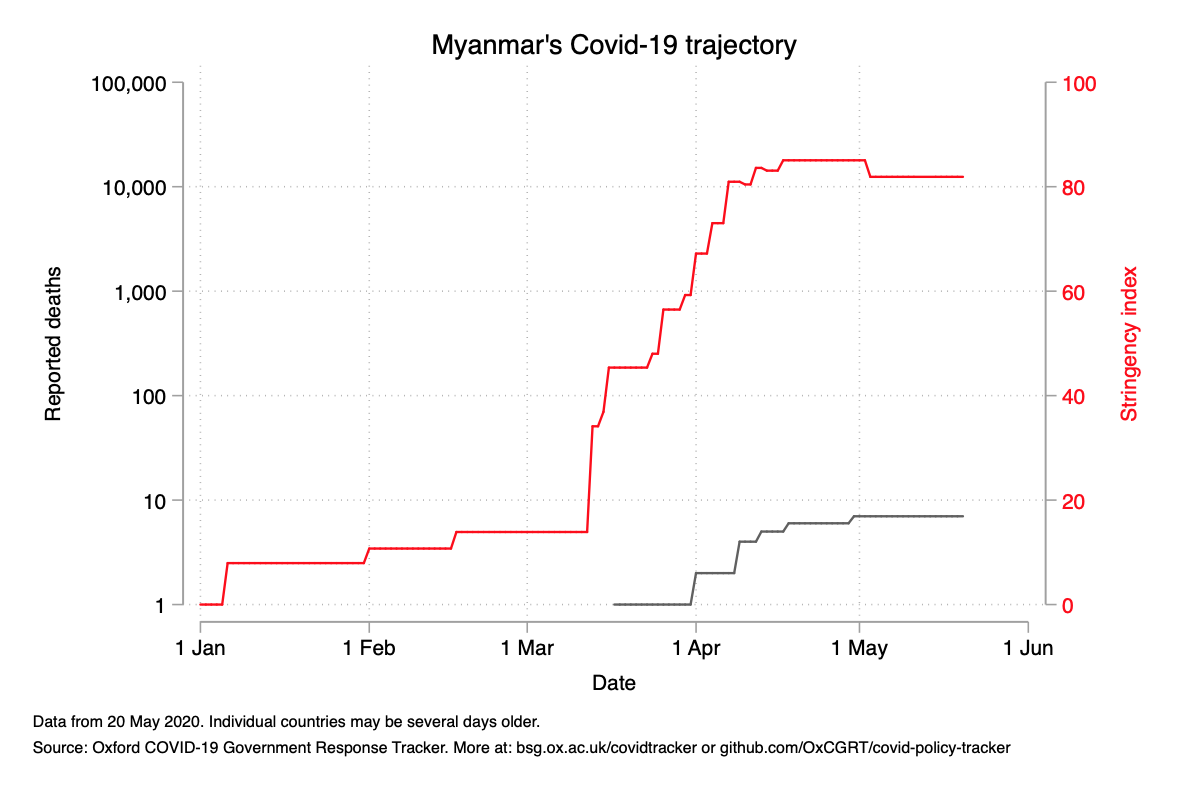 Myanmar's Covid-19 trajectory
100,000
10,000
1,000
100
10
1
Reported deaths
100
80
60
40
20
0
Stringency index
1 Jan
1 Feb
1 Mar
1 Apr
1 May
1 Jun
Date
Data from 20 May 2020. Individual countries may be several days older.
Source: Oxford COVID-19 Government Response Tracker. More at: bsg.ox.ac.uk/covidtracker or github.com/OxCGRT/covid-policy-tracker